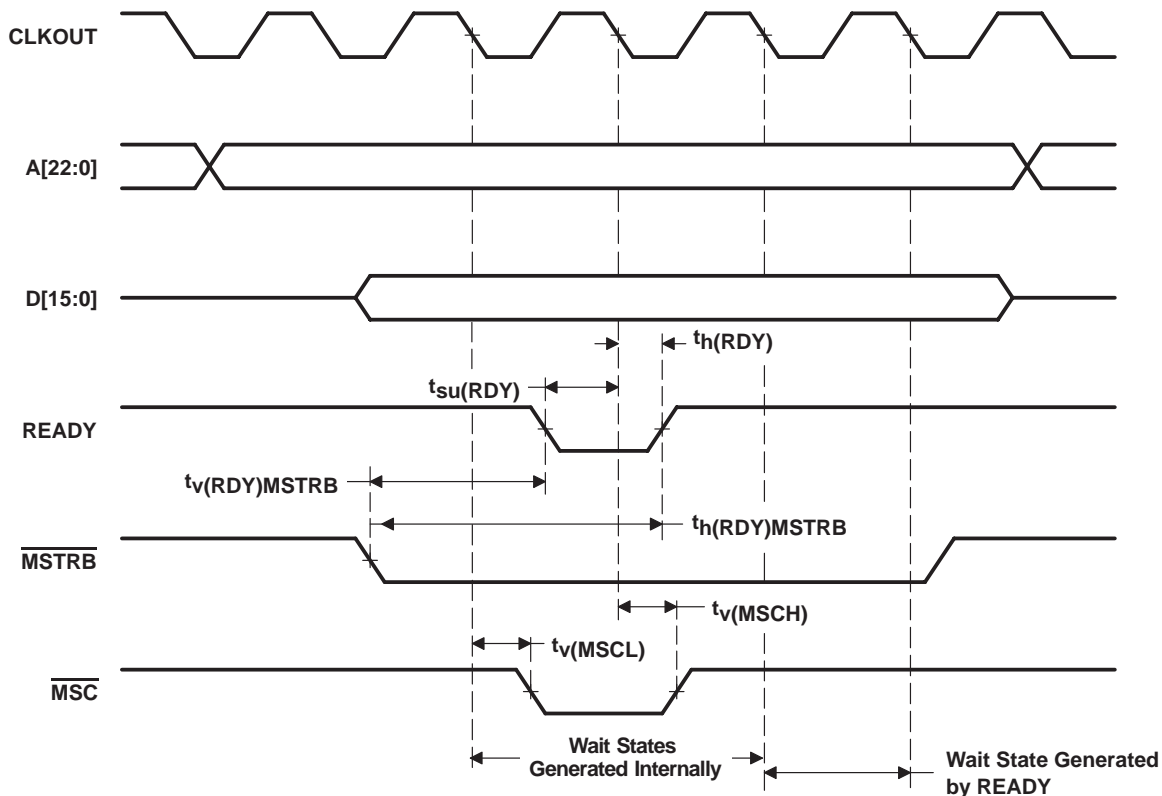 CLKOUT
A[22:0]
D[15:0]
th(RDY)
tsu(RDY)
READY
tv(RDY)MSTRB
th(RDY)MSTRB
MSTRB
tv(MSCH)
tv(MSCL)
MSC
Wait States
Generated Internally
Wait State Generated
by READY